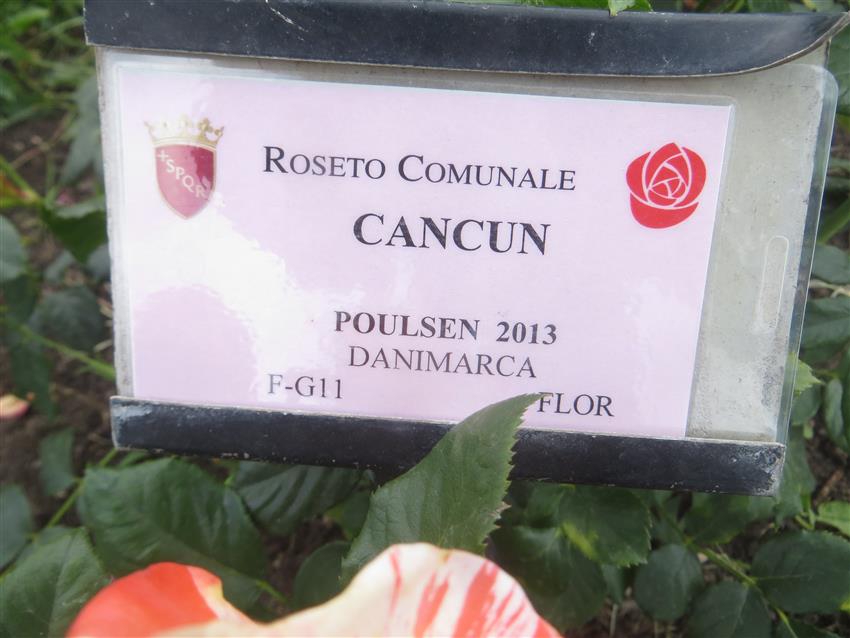 SPQR
ROSETO COMUNALE
CANCUN
POULSEN 2013
DANIMARCA
F-G11 FLOR